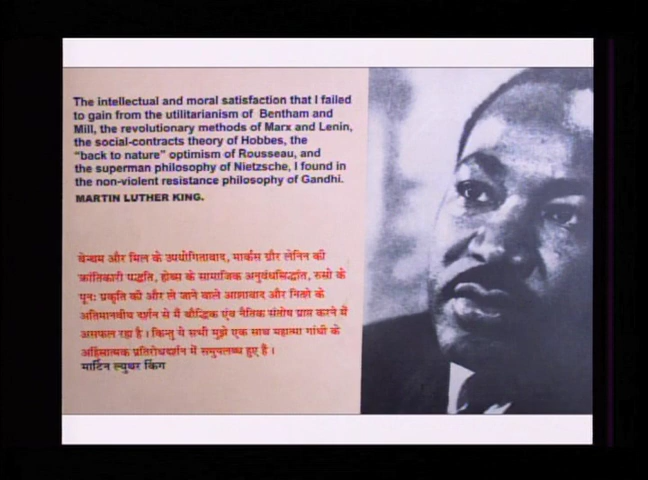 The intellectual and moral satisfaction that I failed
to gain from the utilitarianism of Bentham and
Mill, the revolutionary methods of Marx and Lenin,
the social-contracts theory of Hobbes, the
“back to nature” optimism of Rousseau, and
the superman philosophy of Nietzsche, I found in
the non-violent resistance philosophy of Gandhi.
MARTIN LUTHER KING.
बेन्थम और मिल के उपयोगितावाद, मार्कस और लेनिन की
क्रांतिकारी पद्धति, होब्स के सामाजिक अनुबंधसिद्धांत, रुसो के
पून: प्रकृति की और ले जाने वाले आशावाद और नित्शे के
अतिमानवीय दर्शन से मैं बौद्धिक एंव नैतिक संतोष प्राप्त करने में
असफल रहा है । किन्तु ये सभी मुझे एक साथ महात्मा गांधी के
अहिंसात्मक प्रतिरोधदर्शन में समुपलब्ध हुए है ।
मार्टिन ल्युथर किंग